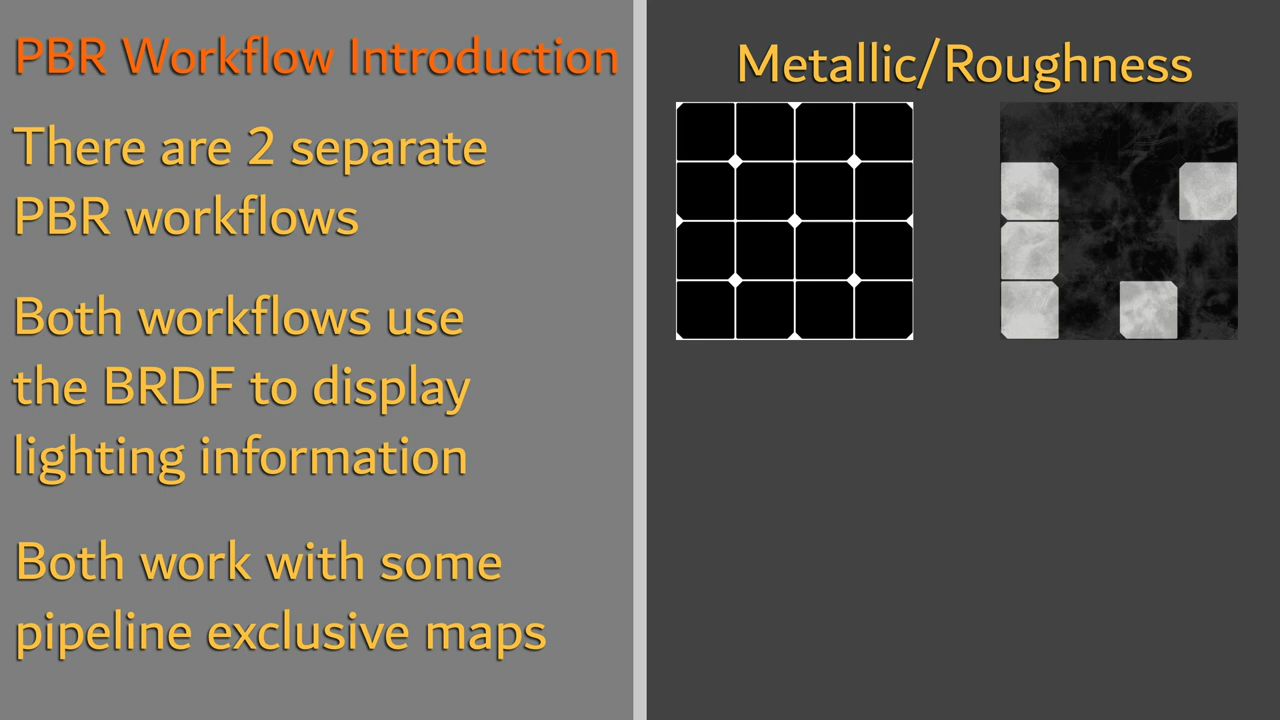 PBR Workflow Introduction
There are 2 separate
PBR workflows
Both workflows use
the BRDF to display
lighting information
Both work with some
pipeline exclusive maps
Metallic/Roughness